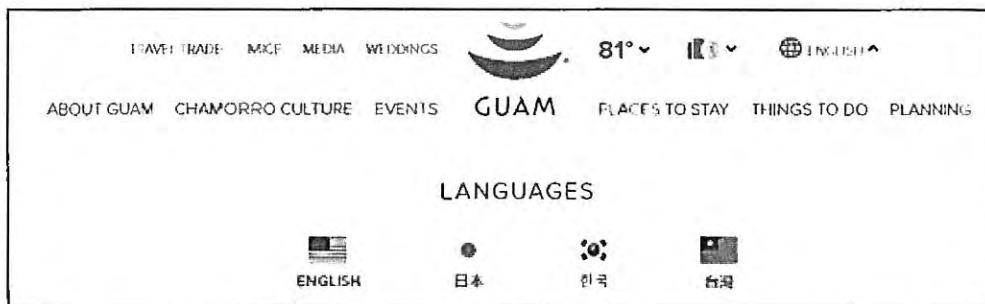 TRAVEL TRADE MICE MEDIA WEDDINGS 81° ENGLISH
ABOUT GUAM CHAMORRO CULTURE EVENTS GUAM PLACES TO STAY THINGS TO DO PLANNING
LANGUAGES
ENGLISH 日本 한국 台灣